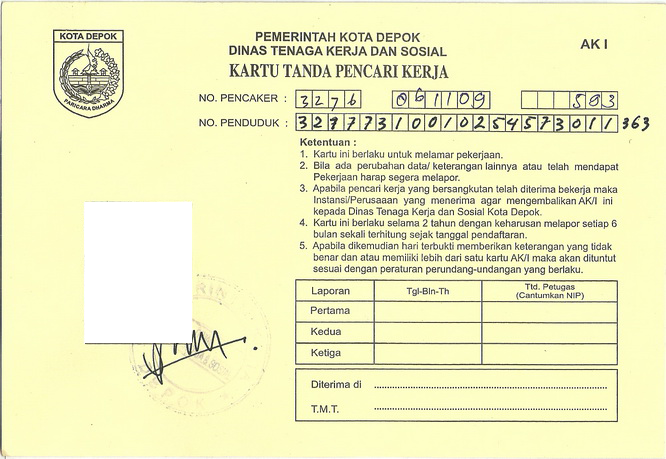 KOTA DEPOK
PARICARA DHARMA
PEMERINTAH KOTA DEPOK
DINAS TENAGA KERJA DAN SOSIAL
KARTU TANDA PENCARI KERJA
AK I
NO. PENCAKER : 3276 061109 583
NO. PENDUDUK : 32777310010254573011363
Ketentuan :
1. Kartu ini berlaku untuk melamar pekerjaan.
2. Bila ada perubahan data/ keterangan lainnya atau telah mendapat
Pekerjaan harap segera melapor.
3. Apabila pencari kerja yang bersangkutan telah diterima bekerja maka
Instansi/Perusaaan yang menerima agar mengembalikan AK/I ini
kepada Dinas Tenaga Kerja dan Sosial Kota Depok.
4. Kartu ini berlaku selama 2 tahun dengan keharusan melapor setiap 6
bulan sekali terhitung sejak tanggal pendaftaran.
5. Apabila dikemudian hari terbukti memberikan keterangan yang tidak
benar dan atau memiliki lebih dari satu kartu AK/I maka akan dituntut
sesuai dengan peraturan perundang-undangan yang berlaku.
Laporan Tgl-Bln-Th Ttd. Petugas
(Cantumkan NIP)
Pertama
Kedua
Ketiga
Diterima di
T.M.T.